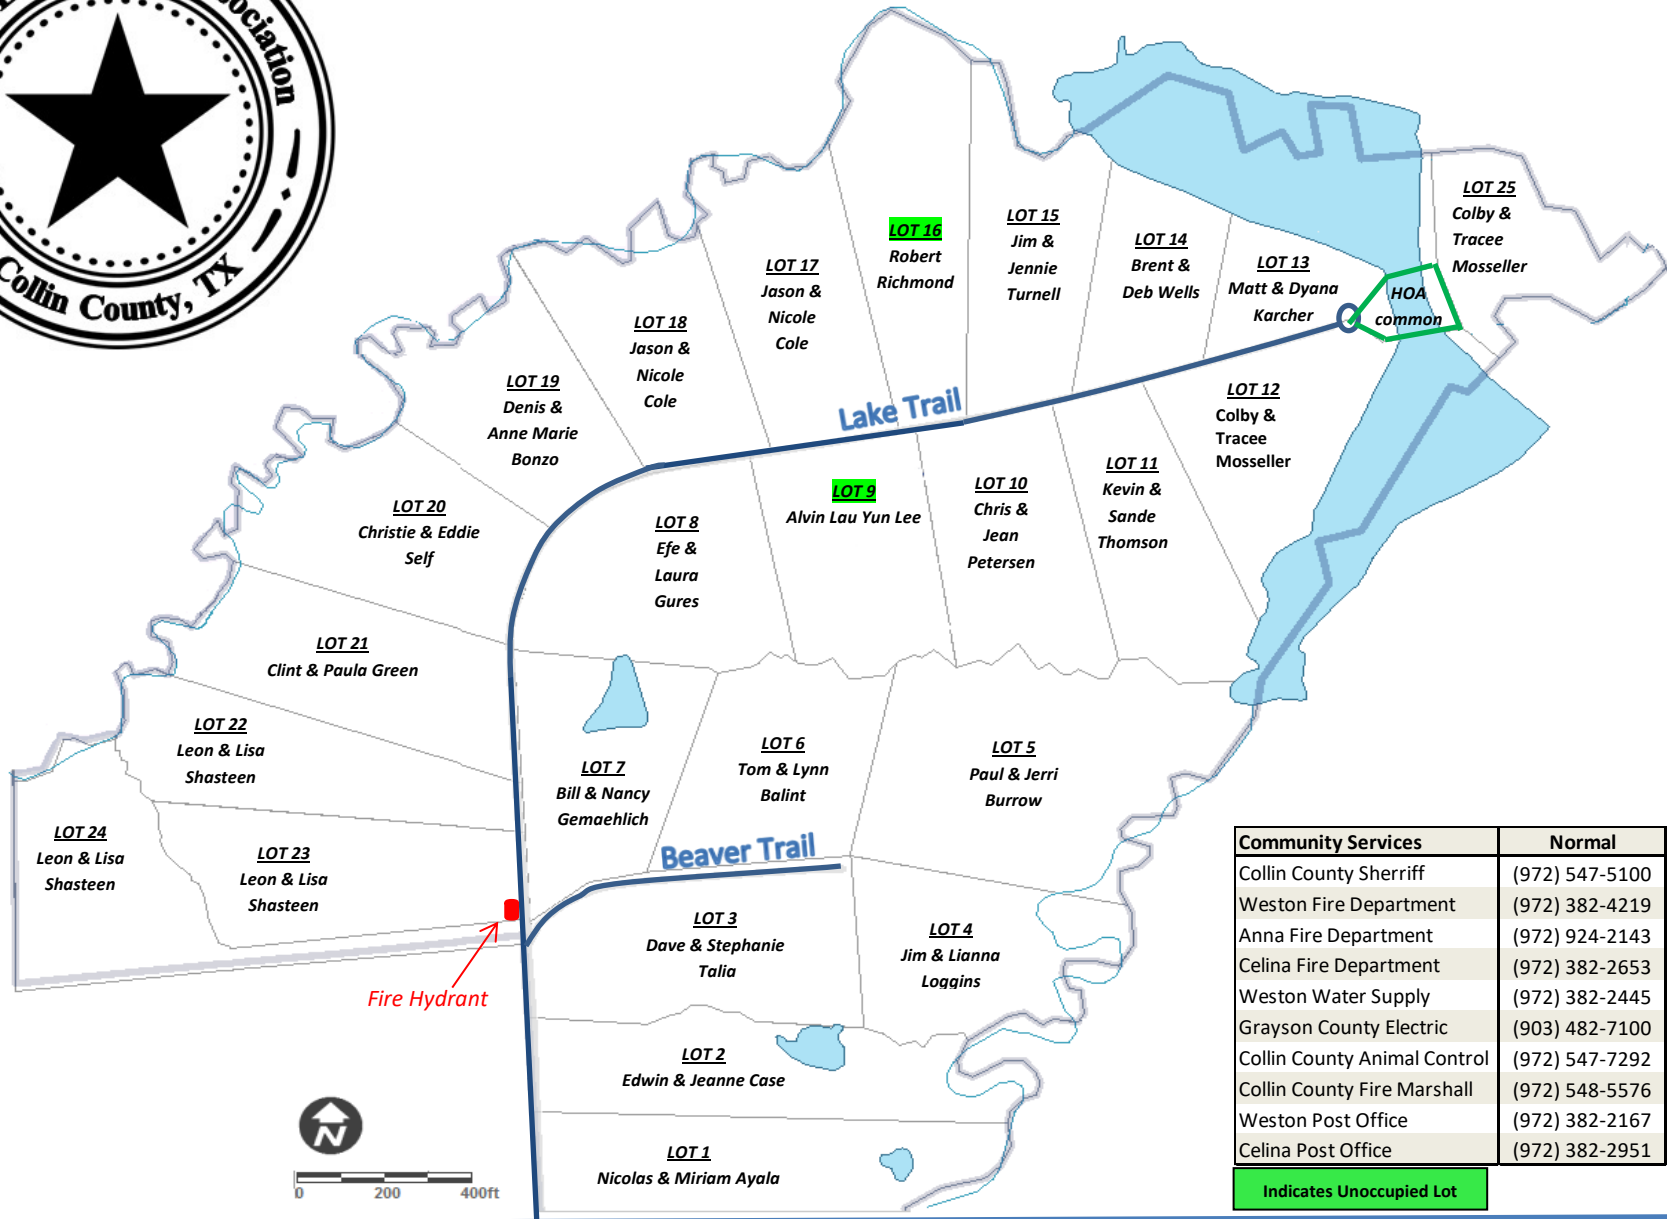 ociation
Collin County, TX
LOT 16
Robert
Richmond
LOT 15
Jim &
Jennie
Turnell
LOT 14
Brent &
Deb Wells
LOT 13
Matt & Dyana
Karcher
HOA
common
LOT 25
Colby &
Tracee
Mosseller
LOT 17
Jason &
Nicole
Cole
LOT 18
Jason &
Nicole
Cole
LOT 19
Denis &
Anne Marie
Bonzo
Lake Trail
LOT 12
Colby &
Tracee
Mosseller
LOT 20
Christie & Eddie
Self
LOT 8
Efe &
Laura
Gures
LOT 9
Alvin Lau Yun Lee
LOT 10
Chris &
Jean
Petersen
LOT 11
Kevin &
Sande
Thomson
LOT 21
Clint & Paula Green
LOT 22
Leon & Lisa
Shasteen
LOT 7
Bill & Nancy
Gemaehlich
LOT 6
Tom & Lynn
Balint
LOT 5
Paul & Jerri
Burrow
LOT 24
Leon & Lisa
Shasteen
LOT 23
Leon & Lisa
Shasteen
Beaver Trail
LOT 3
Dave & Stephanie
Talia
LOT 4
Jim & Lianna
Loggins
Fire Hydrant
LOT 2
Edwin & Jeanne Case
LOT 1
Nicolas & Miriam Ayala
N
0 200 400ft
Community Services Normal
Collin County Sherriff (972) 547-5100
Weston Fire Department (972) 382-4219
Anna Fire Department (972) 924-2143
Celina Fire Department (972) 382-2653
Weston Water Supply (972) 382-2445
Grayson County Electric (903) 482-7100
Collin County Animal Control (972) 547-7292
Collin County Fire Marshall (972) 548-5576
Weston Post Office (972) 382-2167
Celina Post Office (972) 382-2951
Indicates Unoccupied Lot